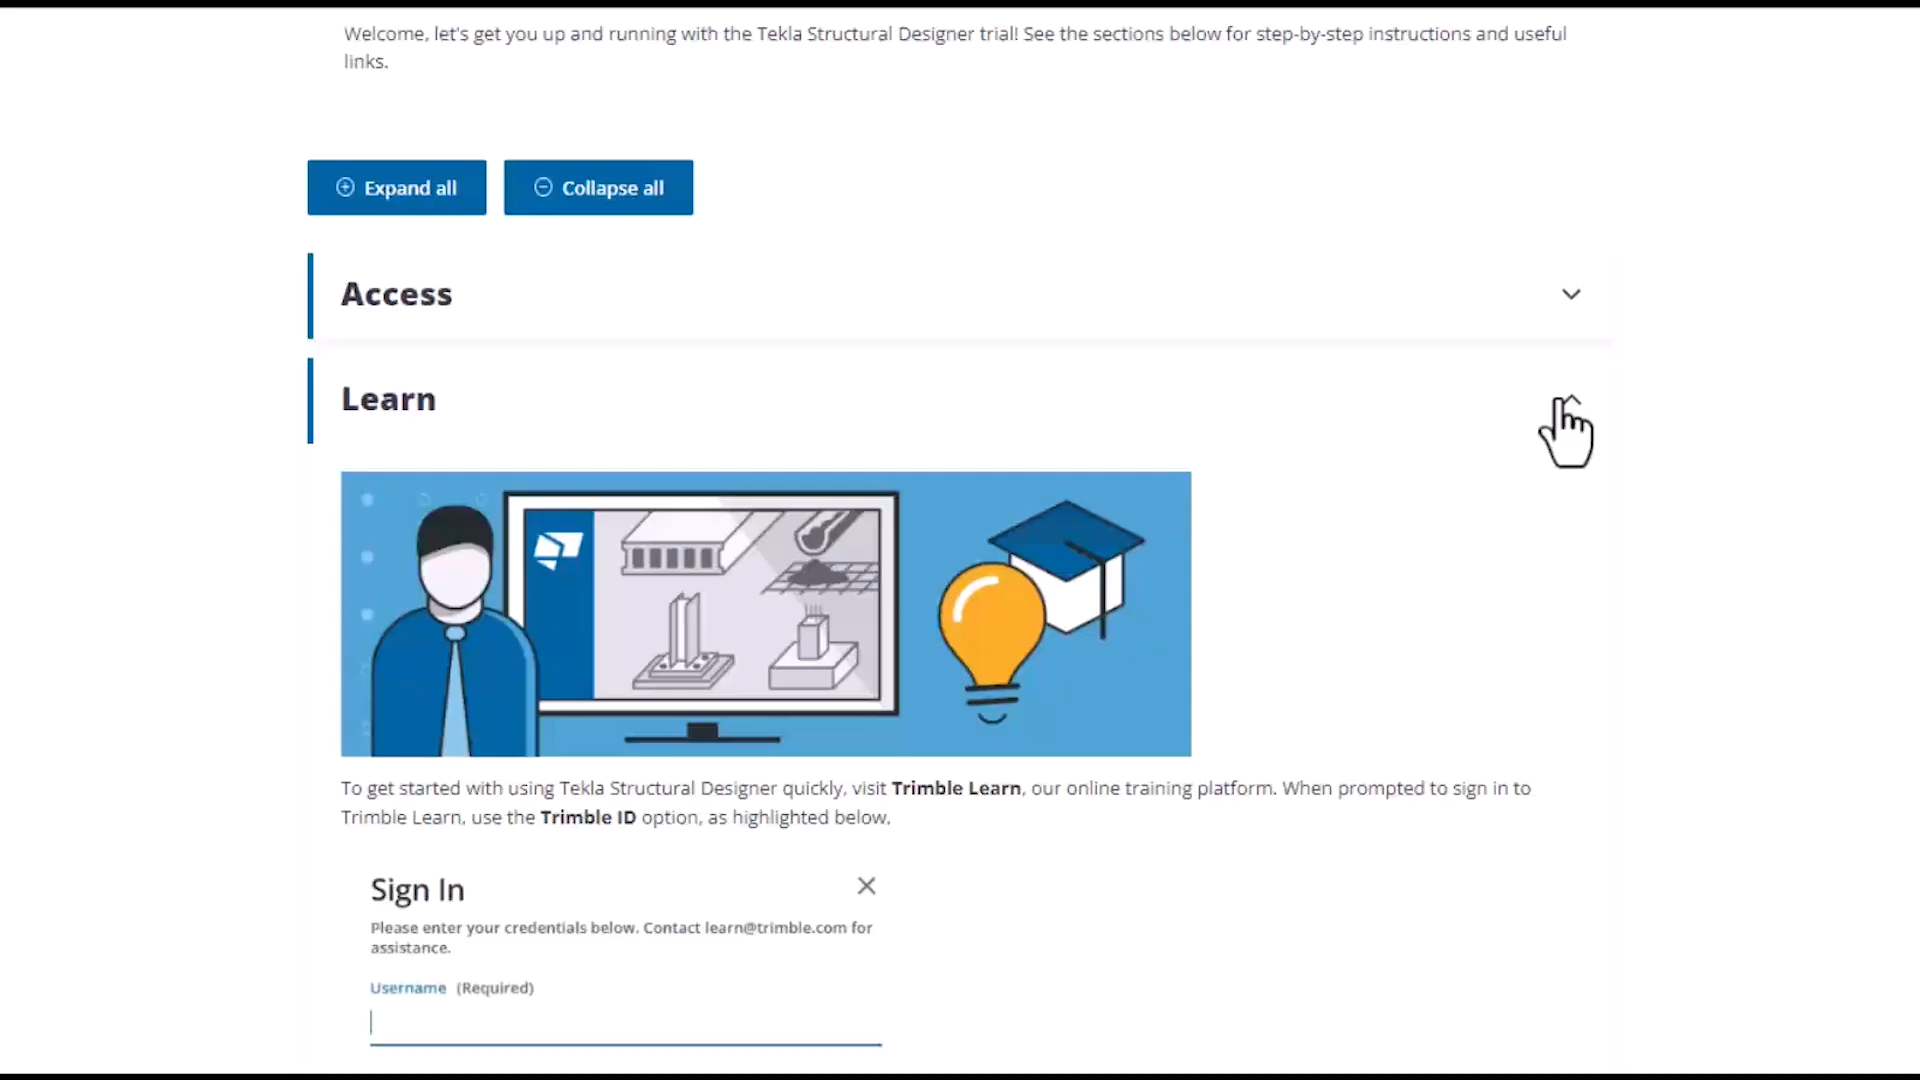 Welcome, let's get you up and running with the Tekla Structural Designer trial! See the sections below for step-by-step instructions and useful
links.
Expand all
Collapse all
Access
Learn
To get started with using Tekla Structural Designer quickly, visit Trimble Learn, our online training platform. When prompted to sign in to
Trimble Learn, use the Trimble ID option, as highlighted below.
Sign In
Please enter your credentials below. Contact learn@trimble.com for
assistance.
Username (Required)